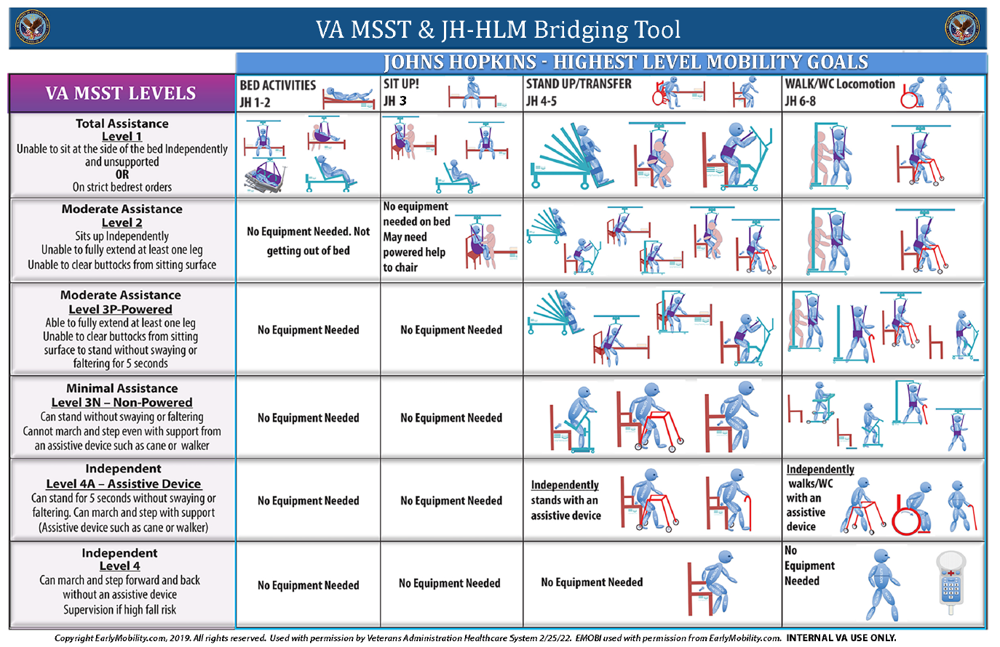 VA MSST & JH-HLM Bridging Tool
JOHNS HOPKINS - HIGHEST LEVEL MOBILITY GOALS
VA MSST LEVELS
BED ACTIVITIES
JH 1-2
SIT UP!
JH 3
STAND UP/TRANSFER
JH 4-5
WALK/WC Locomotion
JH 6-8
Total Assistance
Level 1
Unable to sit at the side of the bed Independently
and unsupported
OR
On strict bedrest orders
Moderate Assistance
Level 2
Sits up Independently
Unable to fully extend at least one leg
Unable to clear buttocks from sitting surface
No Equipment Needed. Not
getting out of bed
No equipment
needed on bed
May need
powered help
to chair
Moderate Assistance
Level 3P-Powered
Able to fully extend at least one leg
Unable to clear buttocks from sitting
surface to stand without swaying or
faltering for 5 seconds
No Equipment Needed
No Equipment Needed
Minimal Assistance
Level 3N – Non-Powered
Can stand without swaying or faltering
Cannot march and step even with support from
an assistive device such as cane or walker
No Equipment Needed
No Equipment Needed
Independent
Level 4A – Assistive Device
Can stand for 5 seconds without swaying or
faltering. Can march and step with support
(Assistive device such as cane or walker)
No Equipment Needed
No Equipment Needed
Independently
stands with an
assistive device
Independently
walks/WC
with an
assistive
device
Independent
Level 4
Can march and step forward and back
without an assistive device
Supervision if high fall risk
No Equipment Needed
No Equipment Needed
No Equipment Needed
No
Equipment
Needed
Copyright EarlyMobility.com, 2019. All rights reserved. Used with permission by Veterans Administration Healthcare System 2/25/22. EMOBI used with permission from EarlyMobility.com. INTERNAL VA USE ONLY.